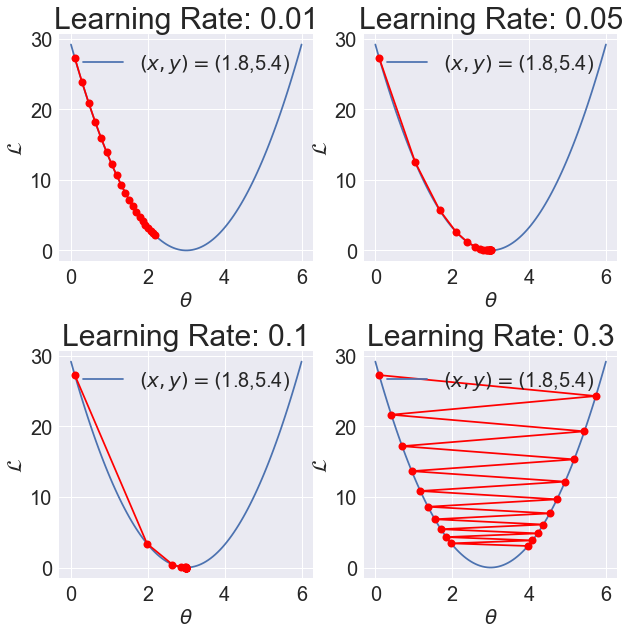 Learning Rate: 0.01
30
20
10
0
ℒ
(x, y) = (1.8,5.4)
0 2 4 6
θ
Learning Rate: 0.05
30
20
10
0
ℒ
(x, y) = (1.8,5.4)
0 2 4 6
θ
Learning Rate: 0.1
30
20
10
0
ℒ
(x, y) = (1.8,5.4)
0 2 4 6
θ
Learning Rate: 0.3
30
20
10
0
ℒ
(x, y) = (1.8,5.4)
0 2 4 6
θ